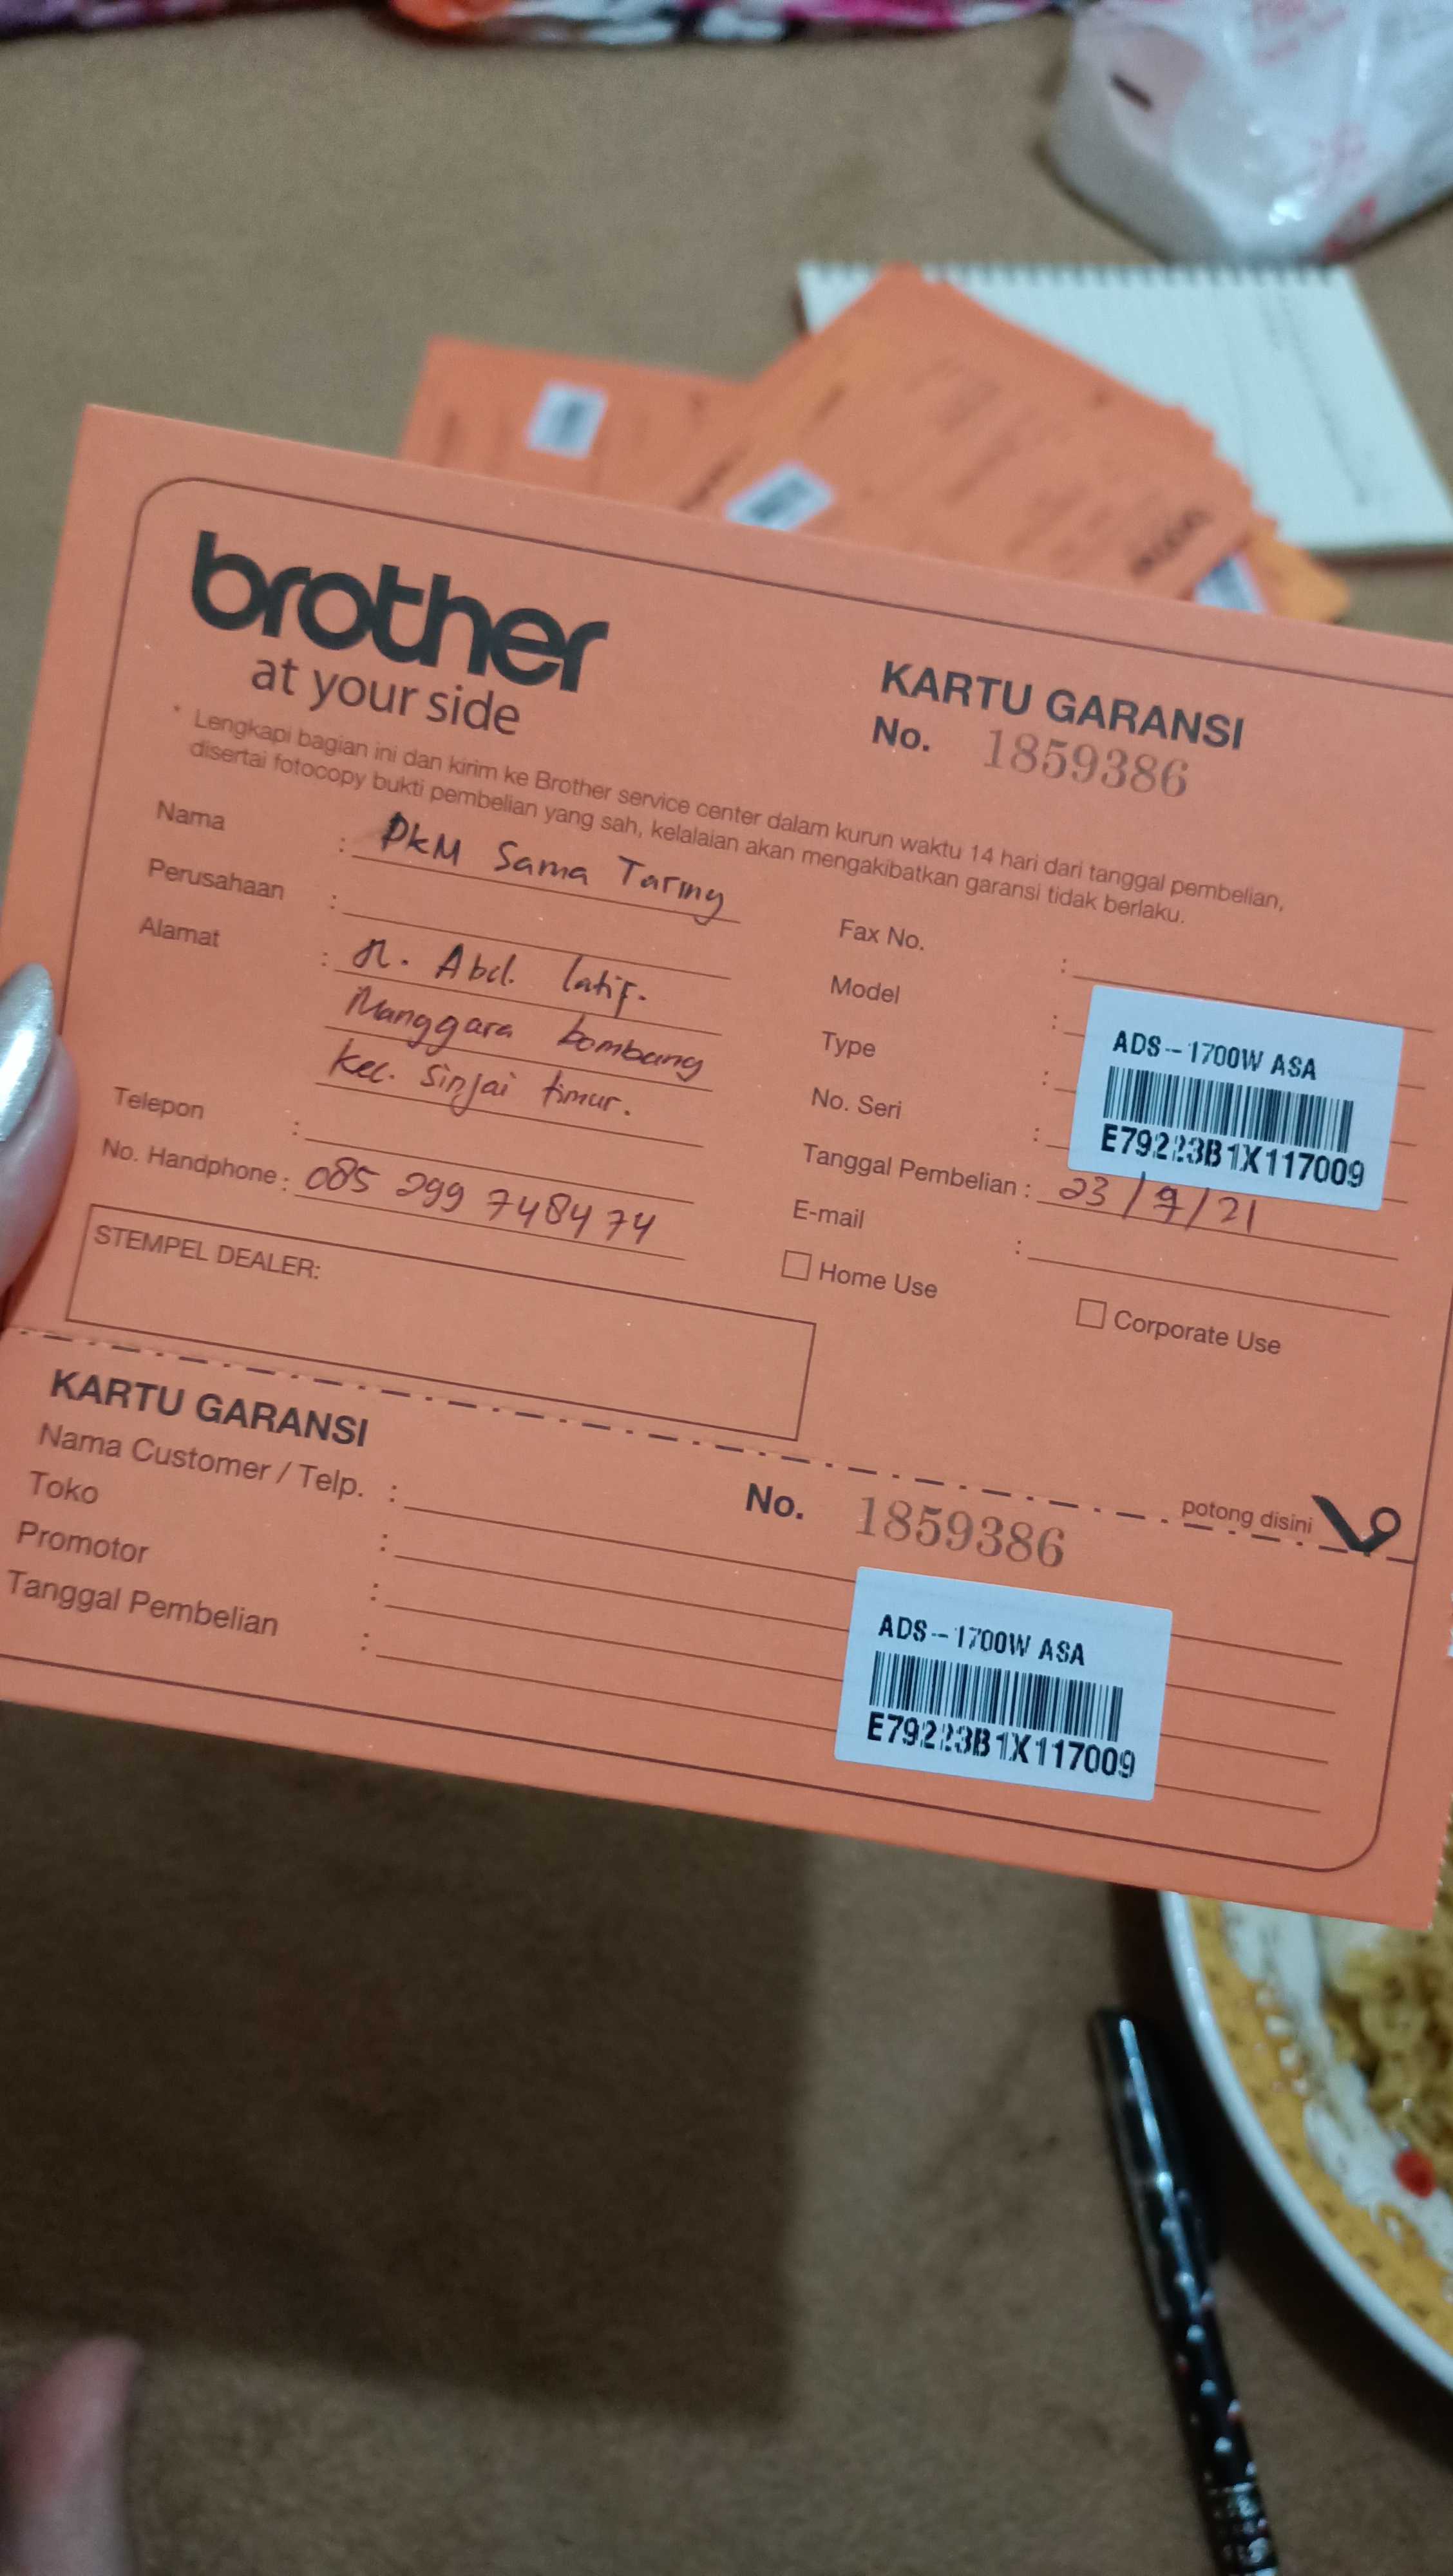 brother
at your side
KARTU GARANSI
No. 1859386
* Lengkapi bagian ini dan kirim ke Brother service center dalam kurun waktu 14 hari dari tanggal pembelian,
disertai fotocopy bukti pembelian yang sah, kelalaian akan mengakibatkan garansi tidak berlaku.
Nama : PKM Sama Taring
Perusahaan :
Alamat : Jl. Abd. latif.
Manggara bombang
Kec. Sinjai timur.
Telepon :
No. Handphone : 085 299 7484 74
Fax No. :
Model :
Type :
No. Seri :
ADS-1700W ASA
E79223B1X117009
Tanggal Pembelian : 23/9/21
E-mail :
Home Use
Corporate Use
STEMPEL DEALER:
potong disini
KARTU GARANSI
No. 1859386
Nama Customer / Telp. :
Toko :
Promotor :
Tanggal Pembelian :
ADS-1700W ASA
E79223B1X117009